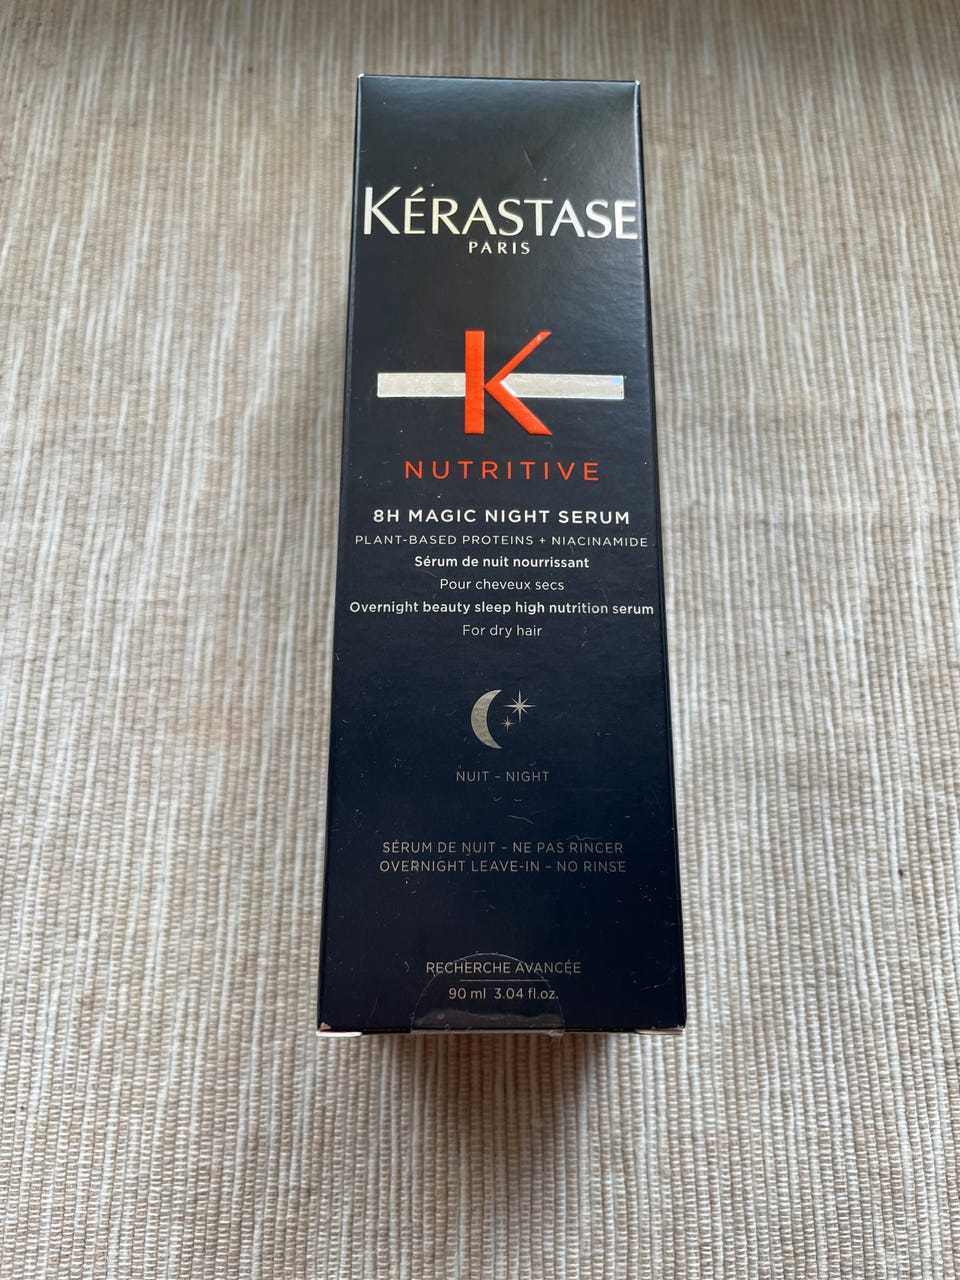 KÉRASTASE
PARIS
K
NUTRITIVE
8H MAGIC NIGHT SERUM
PLANT-BASED PROTEINS + NIACINAMIDE
Sérum de nuit nourrissant
Pour cheveux secs
Overnight beauty sleep high nutrition serum
For dry hair
NUIT – NIGHT
SÉRUM DE NUIT – NE PAS RINCER
OVERNIGHT LEAVE-IN – NO RINSE
RECHERCHE AVANCÉE
90 ml 3.04 fl.oz.